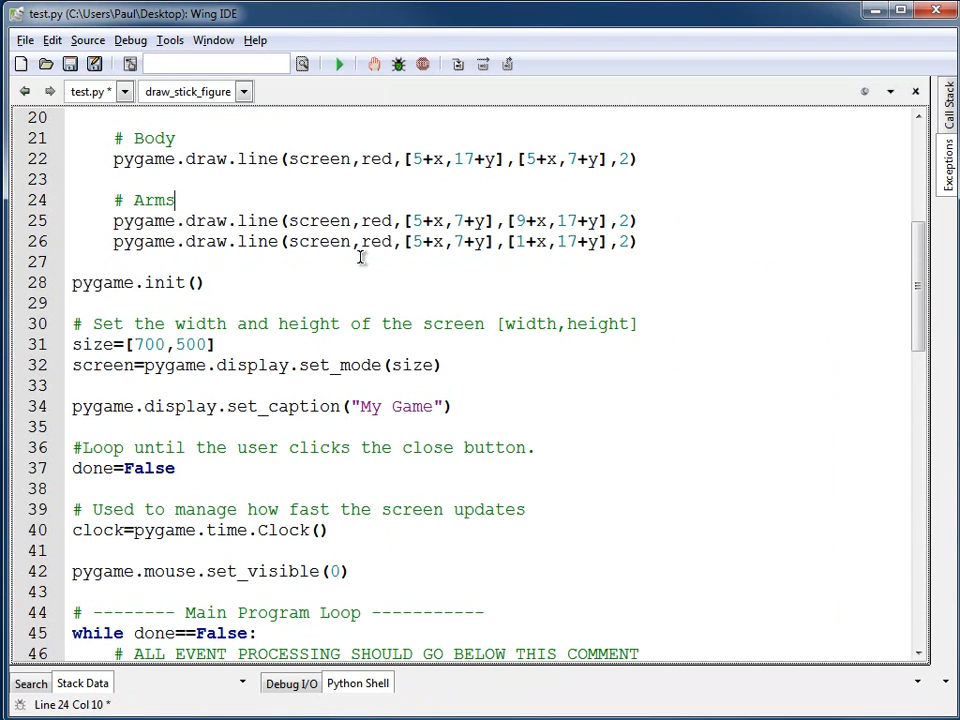 test.py (C:\Users\Paul\Desktop): Wing IDE
File Edit Source Debug Tools Window Help
test.py * draw_stick_figure
Call Stack
Exceptions
20
21 # Body
22 pygame.draw.line(screen,red,[5+x,17+y],[5+x,7+y],2)
23
24 # Arms
25 pygame.draw.line(screen,red,[5+x,7+y],[9+x,17+y],2)
26 pygame.draw.line(screen,red,[5+x,7+y],[1+x,17+y],2)
27
28 pygame.init()
29
30 # Set the width and height of the screen [width,height]
31 size=[700,500]
32 screen=pygame.display.set_mode(size)
33
34 pygame.display.set_caption("My Game")
35
36 #Loop until the user clicks the close button.
37 done=False
38
39 # Used to manage how fast the screen updates
40 clock=pygame.time.Clock()
41
42 pygame.mouse.set_visible(0)
43
44 # -------- Main Program Loop -----------
45 while done==False:
46 # ALL EVENT PROCESSING SHOULD GO BELOW THIS COMMENT
Search Stack Data Debug I/O Python Shell
Line 24 Col 10 *